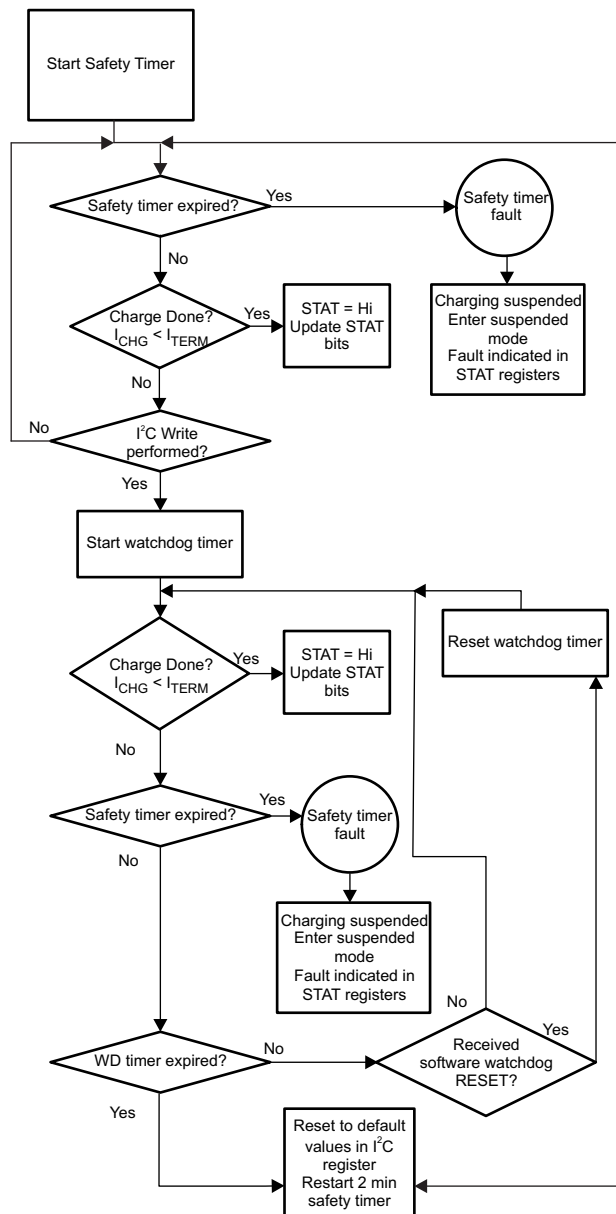 Start Safety Timer
Safety timer expired?
Yes
Safety timer
fault
No
Charging suspended
Enter suspended
mode
Fault indicated in
STAT registers
Charge Done?
I_CHG < I_TERM
Yes
STAT = Hi
Update STAT
bits
No
No
I²C Write
performed?
Yes
Start watchdog timer
Reset watchdog timer
Charge Done?
I_CHG < I_TERM
Yes
STAT = Hi
Update STAT
bits
No
Safety timer expired?
Yes
Safety timer
fault
No
Charging suspended
Enter suspended
mode
Fault indicated in
STAT registers
WD timer expired?
No
No
Yes
Received
software watchdog
RESET?
Yes
Reset to default
values in I²C
register
Restart 2 min
safety timer